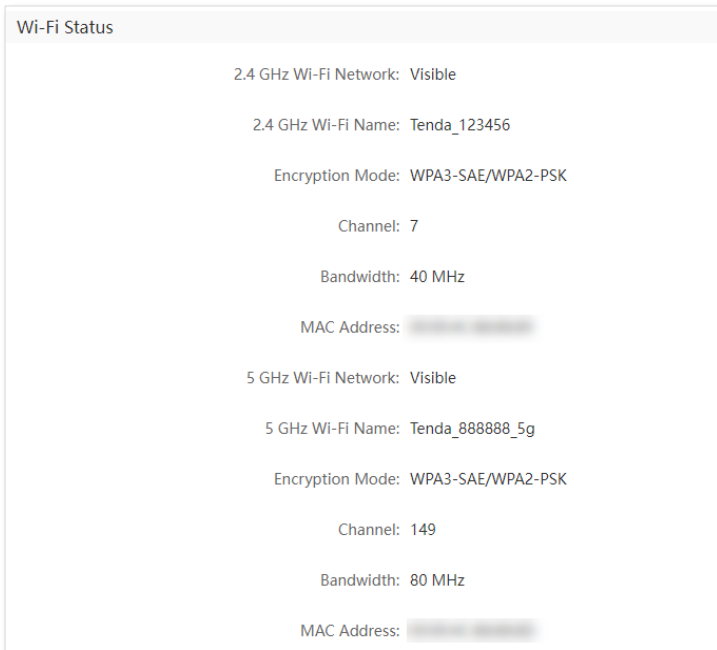 Wi-Fi Status
2.4 GHz Wi-Fi Network: Visible
2.4 GHz Wi-Fi Name: Tenda_123456
Encryption Mode: WPA3-SAE/WPA2-PSK
Channel: 7
Bandwidth: 40 MHz
MAC Address:
5 GHz Wi-Fi Network: Visible
5 GHz Wi-Fi Name: Tenda_888888_5g
Encryption Mode: WPA3-SAE/WPA2-PSK
Channel: 149
Bandwidth: 80 MHz
MAC Address: